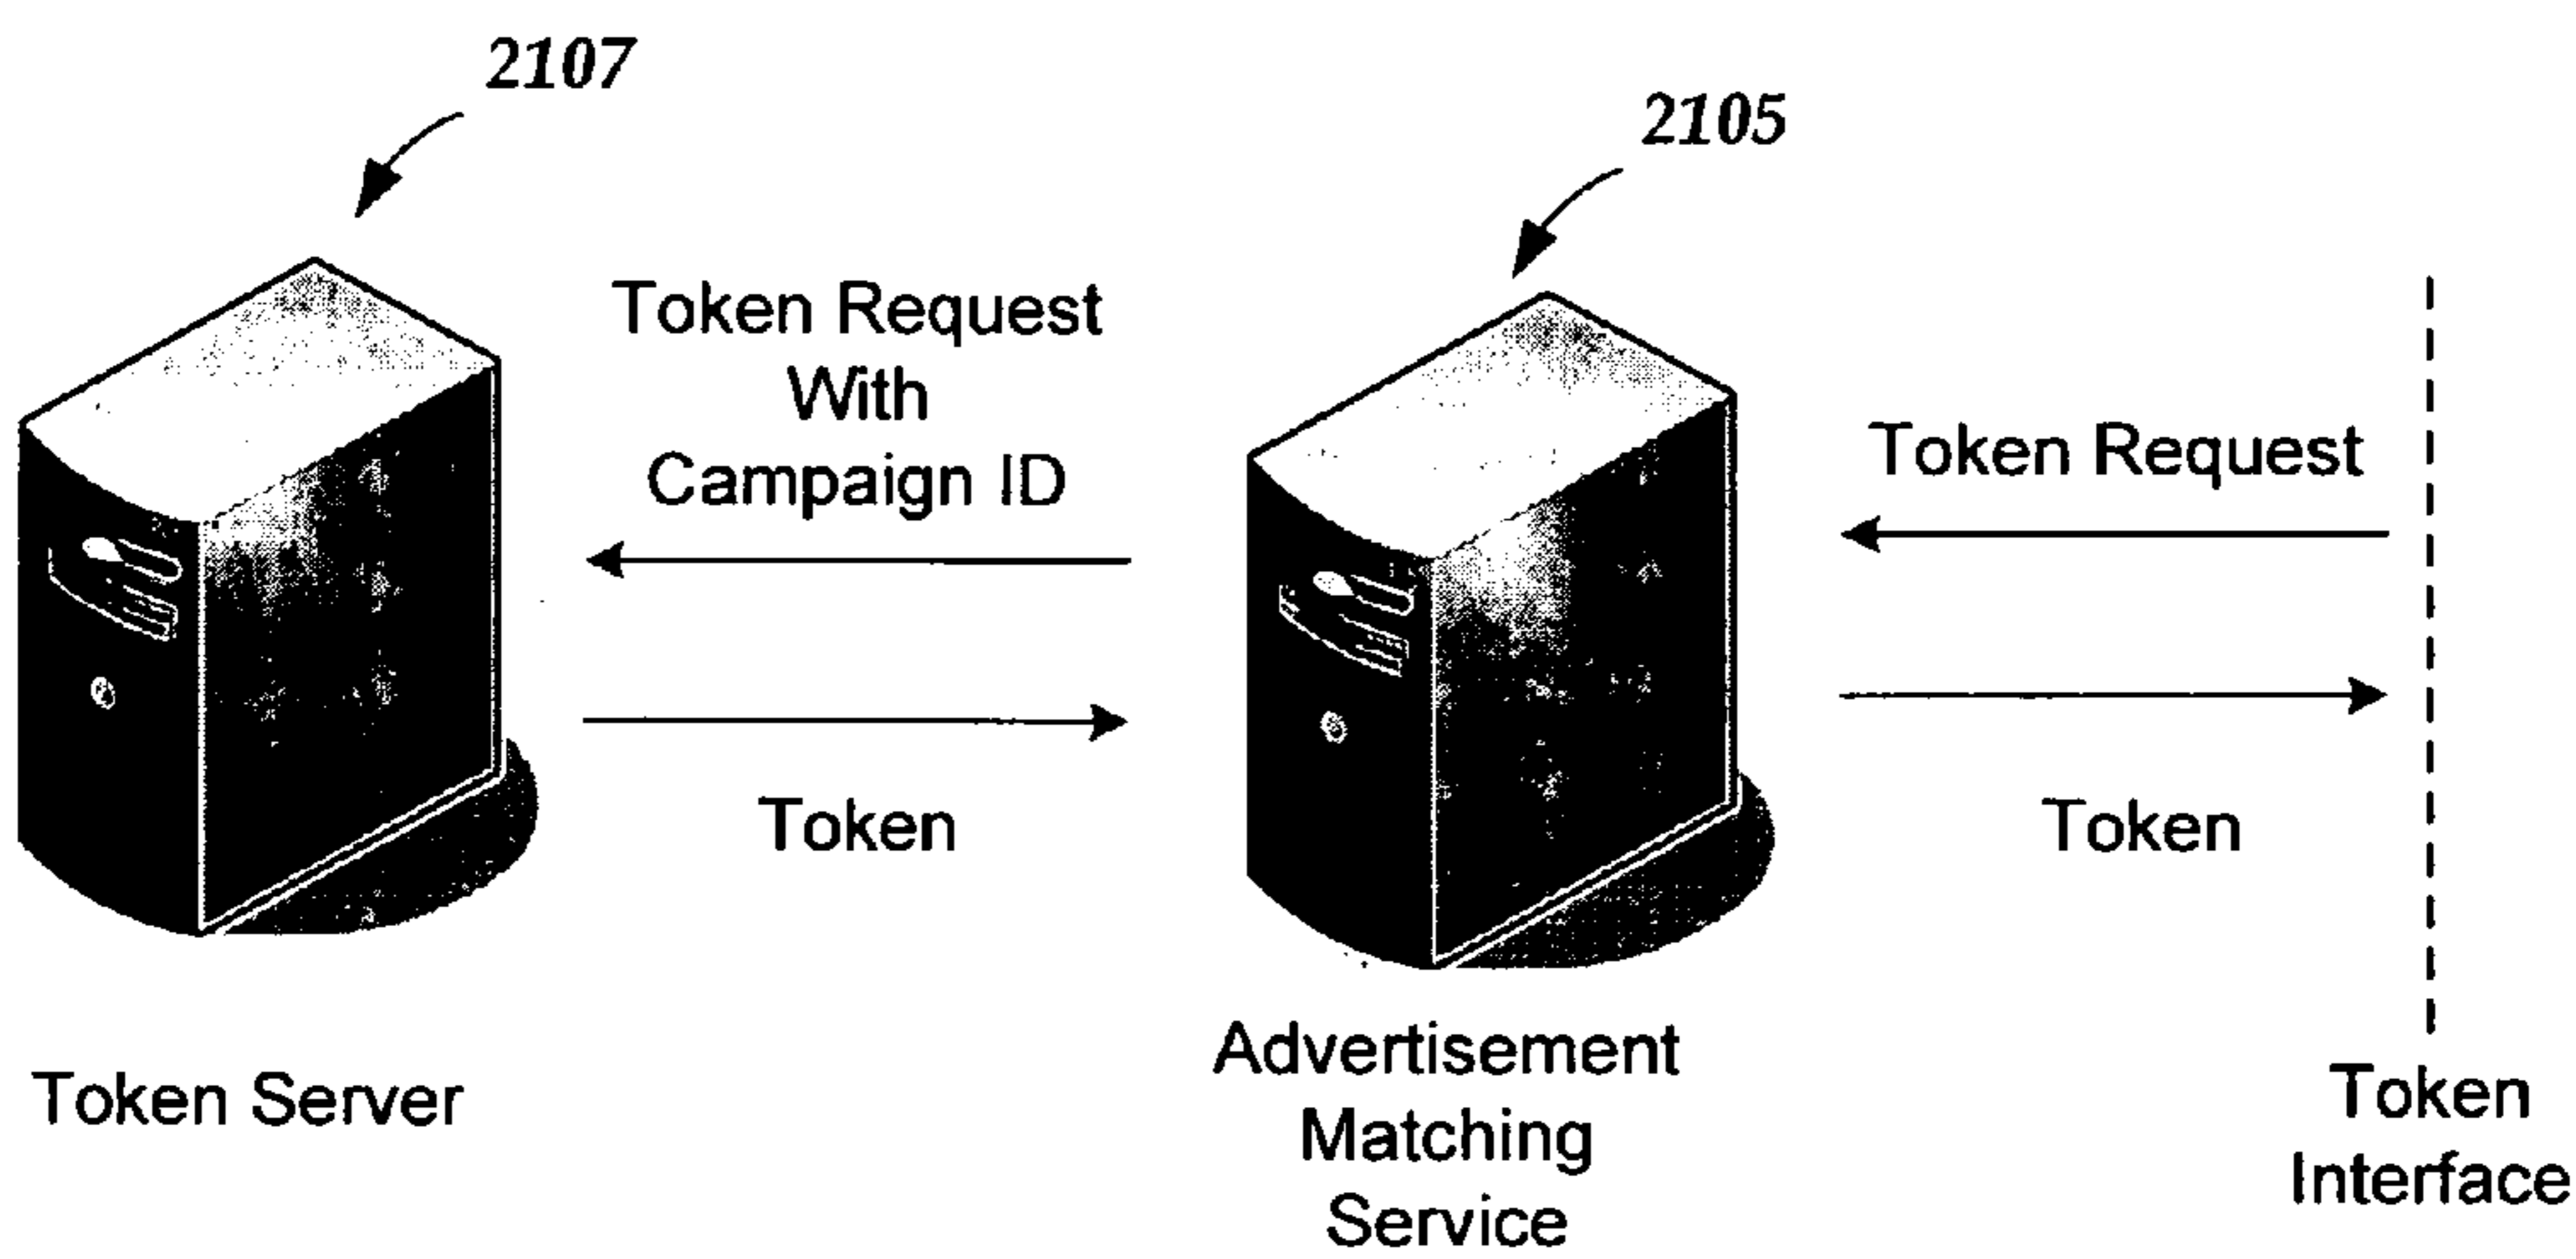 2107
2105
Token Request
With
Campaign ID
Token Request
Token
Token
Token Server
Advertisement
Matching
Service
Token
Interface